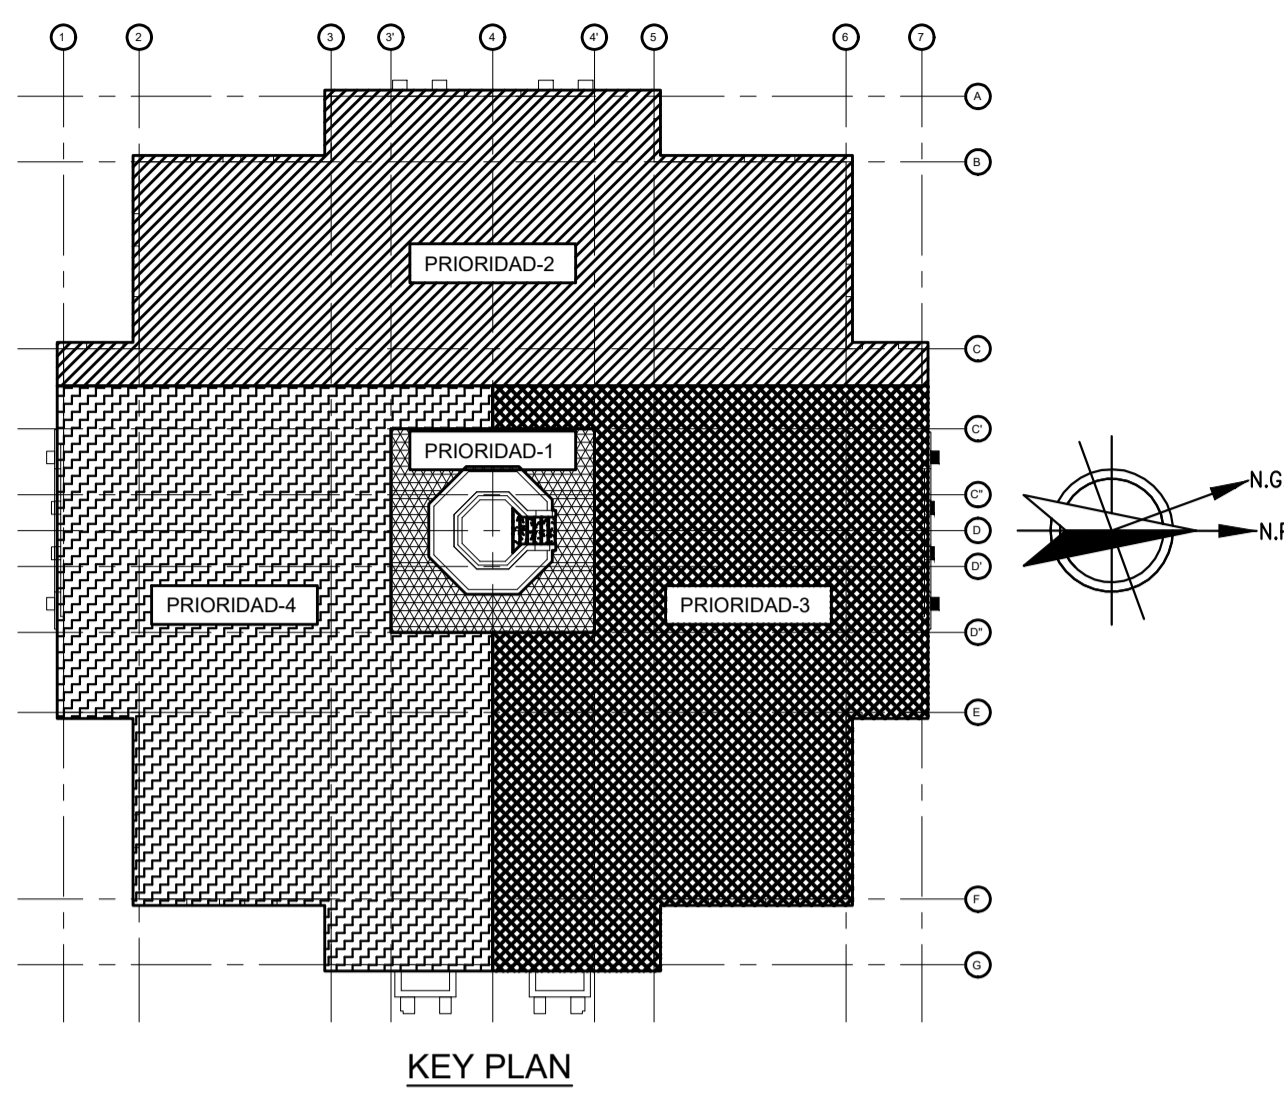 1 2 3 3' 4 4' 5 6 7
A
B
PRIORIDAD-2
C
C'
PRIORIDAD-1
N.G
C"
D
N.P
D'
PRIORIDAD-4 PRIORIDAD-3
D"
E
F
G
KEY PLAN